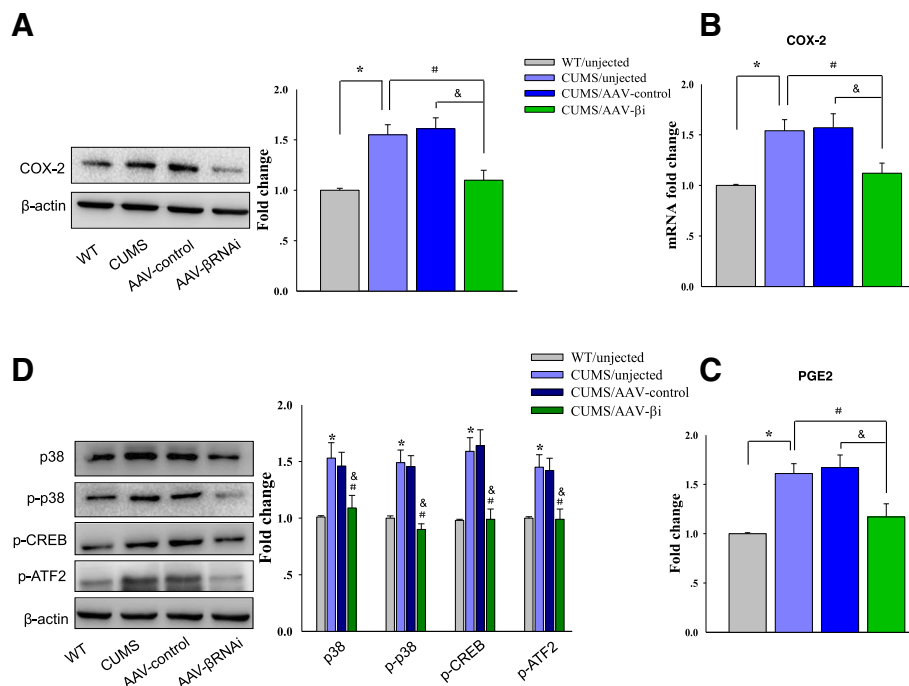 A
COX-2
β-actin
WT
CUMS
AAV-control
AAV-βRNAi
Fold change
2.0
1.5
1.0
.5
0.0
*
#
&
WT/unjected
CUMS/unjected
CUMS/AAV-control
CUMS/AAV-βi
B
COX-2
mRNA fold change
2.0
1.5
1.0
.5
0.0
*
#
&
D
p38
p-p38
p-CREB
p-ATF2
β-actin
WT
CUMS
AAV-control
AAV-βRNAi
WT/unjected
CUMS/unjected
CUMS/AAV-control
CUMS/AAV-βi
Fold change
2.0
1.5
1.0
.5
0.0
*
&
#
*
&
#
*
&
#
*
&
#
p38
p-p38
p-CREB
p-ATF2
C
PGE2
Fold change
2.0
1.5
1.0
.5
0.0
*
#
&